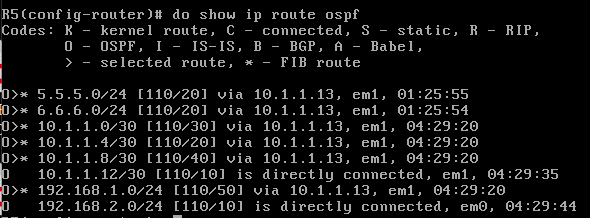 R5(config-router)# do show ip route ospf
Codes: K - kernel route, C - connected, S - static, R - RIP,
O - OSPF, I - IS-IS, B - BGP, A - Babel,
> - selected route, * - FIB route
O>* 5.5.5.0/24 [110/20] via 10.1.1.13, em1, 01:25:55
O>* 6.6.6.0/24 [110/20] via 10.1.1.13, em1, 01:25:54
O>* 10.1.1.0/30 [110/30] via 10.1.1.13, em1, 04:29:20
O>* 10.1.1.4/30 [110/20] via 10.1.1.13, em1, 04:29:20
O>* 10.1.1.8/30 [110/40] via 10.1.1.13, em1, 04:29:20
O 10.1.1.12/30 [110/10] is directly connected, em1, 04:29:35
O>* 192.168.1.0/24 [110/50] via 10.1.1.13, em1, 04:29:20
O 192.168.2.0/24 [110/10] is directly connected, em0, 04:29:44